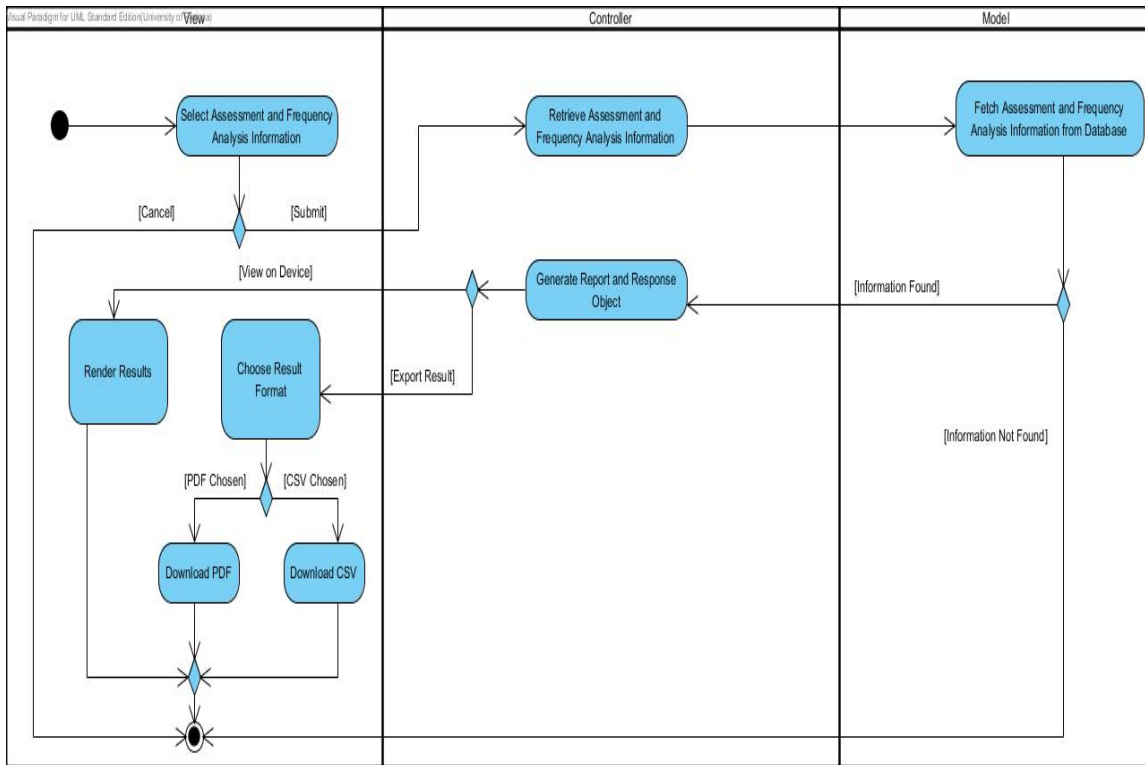 Visual Paradigm for UML Standard Edition(University of
View
Controller
Model
Select Assessment and Frequency
Analysis Information
Retrieve Assessment and
Frequency Analysis Information
Fetch Assessment and Frequency
Analysis Information from Database
[Cancel]
[Submit]
[View on Device]
Generate Report and Response
Object
[Information Found]
Render Results
Choose Result
Format
[Export Result]
[Information Not Found]
[PDF Chosen]
[CSV Chosen]
Download PDF
Download CSV